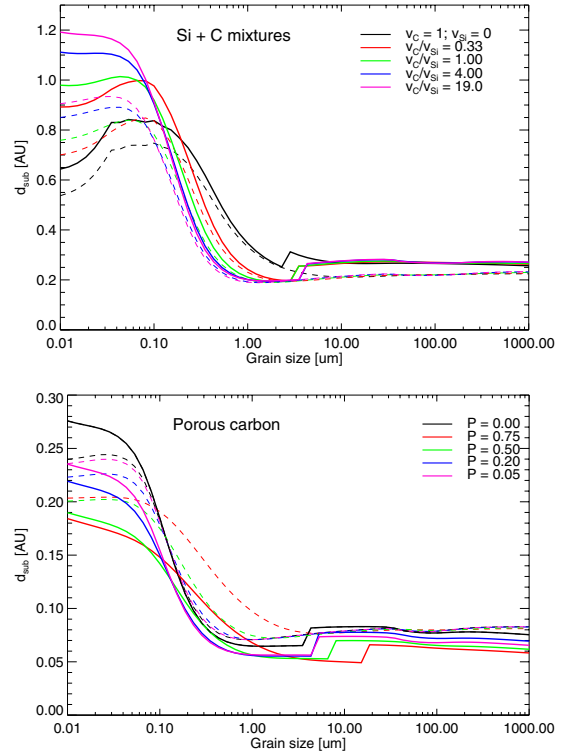 Si + C mixtures
v_C = 1; v_Si = 0
v_C/v_Si = 0.33
v_C/v_Si = 1.00
v_C/v_Si = 4.00
v_C/v_Si = 19.0
1.2
1.0
0.8
0.6
0.4
0.2
0.0
d_sub [AU]
0.01 0.10 1.00 10.00 100.00 1000.00
Grain size [um]
Porous carbon
P = 0.00
P = 0.75
P = 0.50
P = 0.20
P = 0.05
0.30
0.25
0.20
0.15
0.10
0.05
0.00
d_sub [AU]
0.01 0.10 1.00 10.00 100.00 1000.00
Grain size [um]